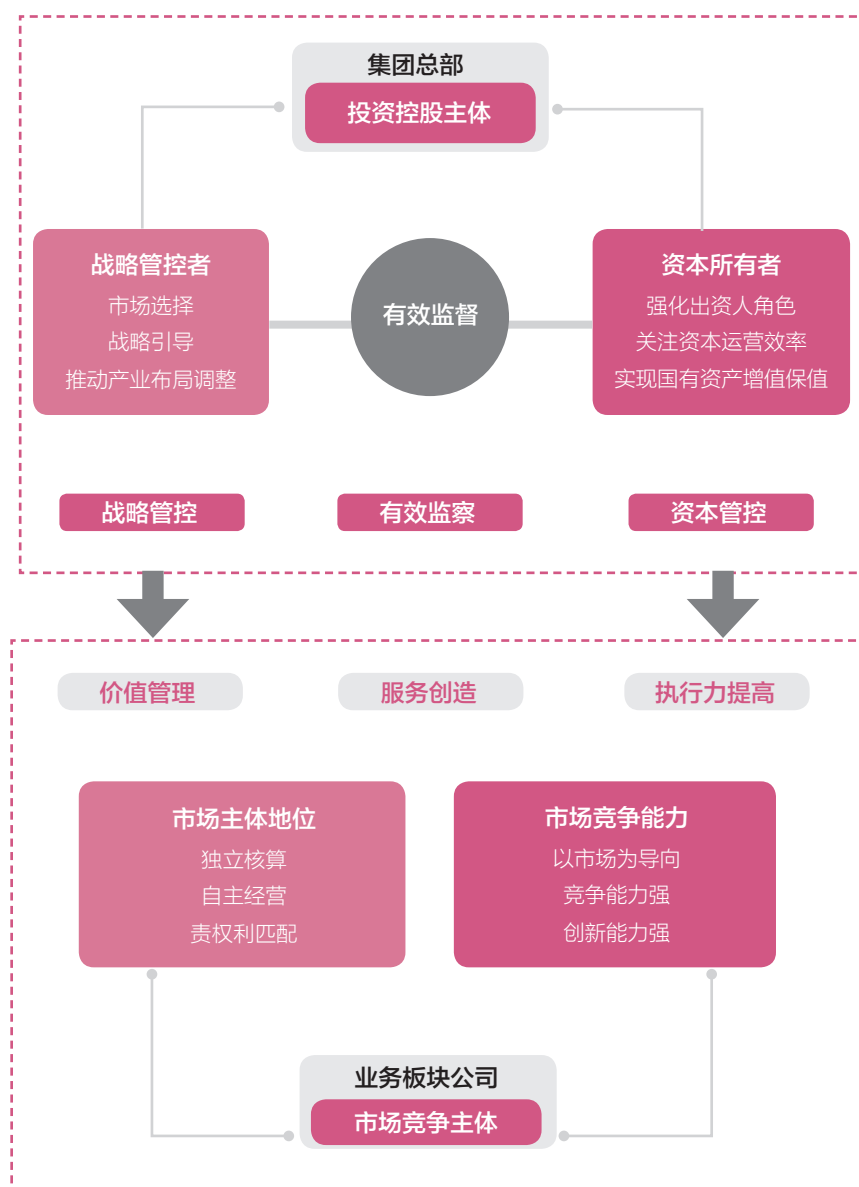 集团总部
投资控股主体
战略管控者
市场选择
战略引导
推动产业布局调整
有效监督
资本所有者
强化出资人角色
关注资本运营效率
实现国有资产增值保值
战略管控
有效监察
资本管控
价值管理
服务创造
执行力提高
市场主体地位
独立核算
自主经营
责权利匹配
市场竞争能力
以市场为导向
竞争能力强
创新能力强
业务板块公司
市场竞争主体